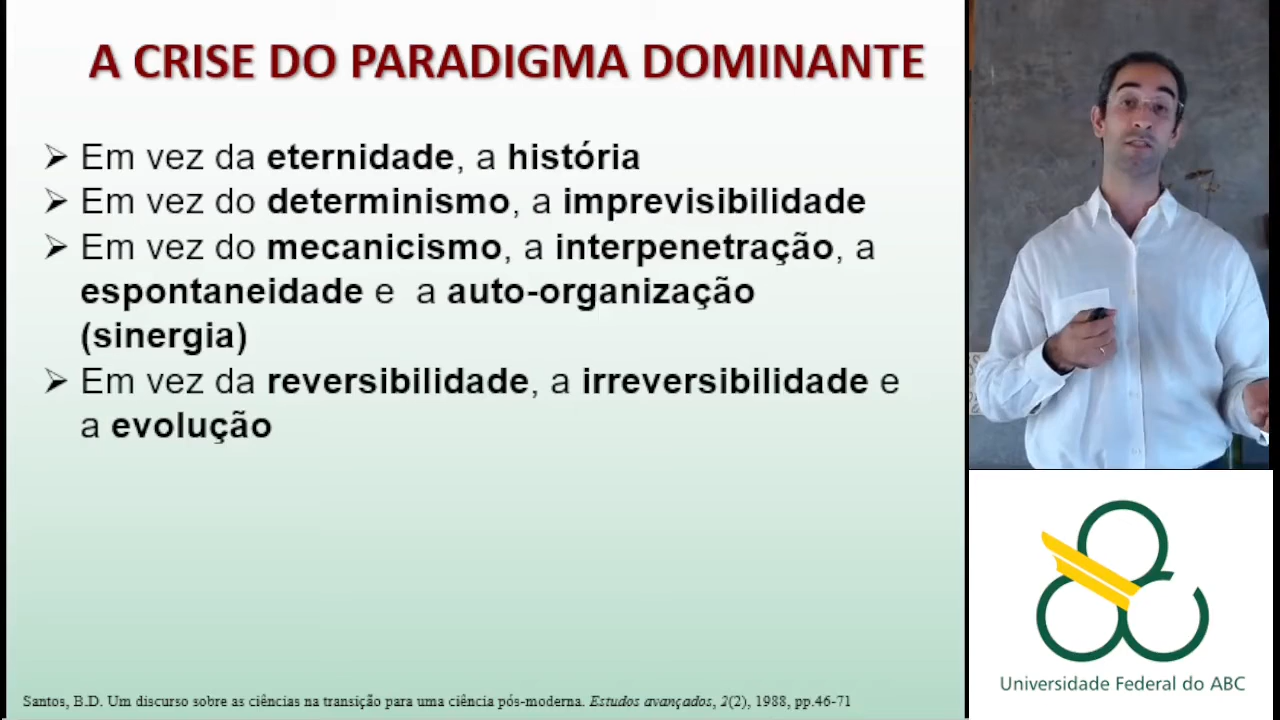 A CRISE DO PARADIGMA DOMINANTE
➢ Em vez da eternidade, a história
➢ Em vez do determinismo, a imprevisibilidade
➢ Em vez do mecanicismo, a interpenetração, a
espontaneidade e a auto-organização
(sinergia)
➢ Em vez da reversibilidade, a irreversibilidade e
a evolução
Santos, B.D. Um discurso sobre as ciências na transição para uma ciência pós-moderna. Estudos avançados, 2(2), 1988, pp.46-71
Universidade Federal do ABC